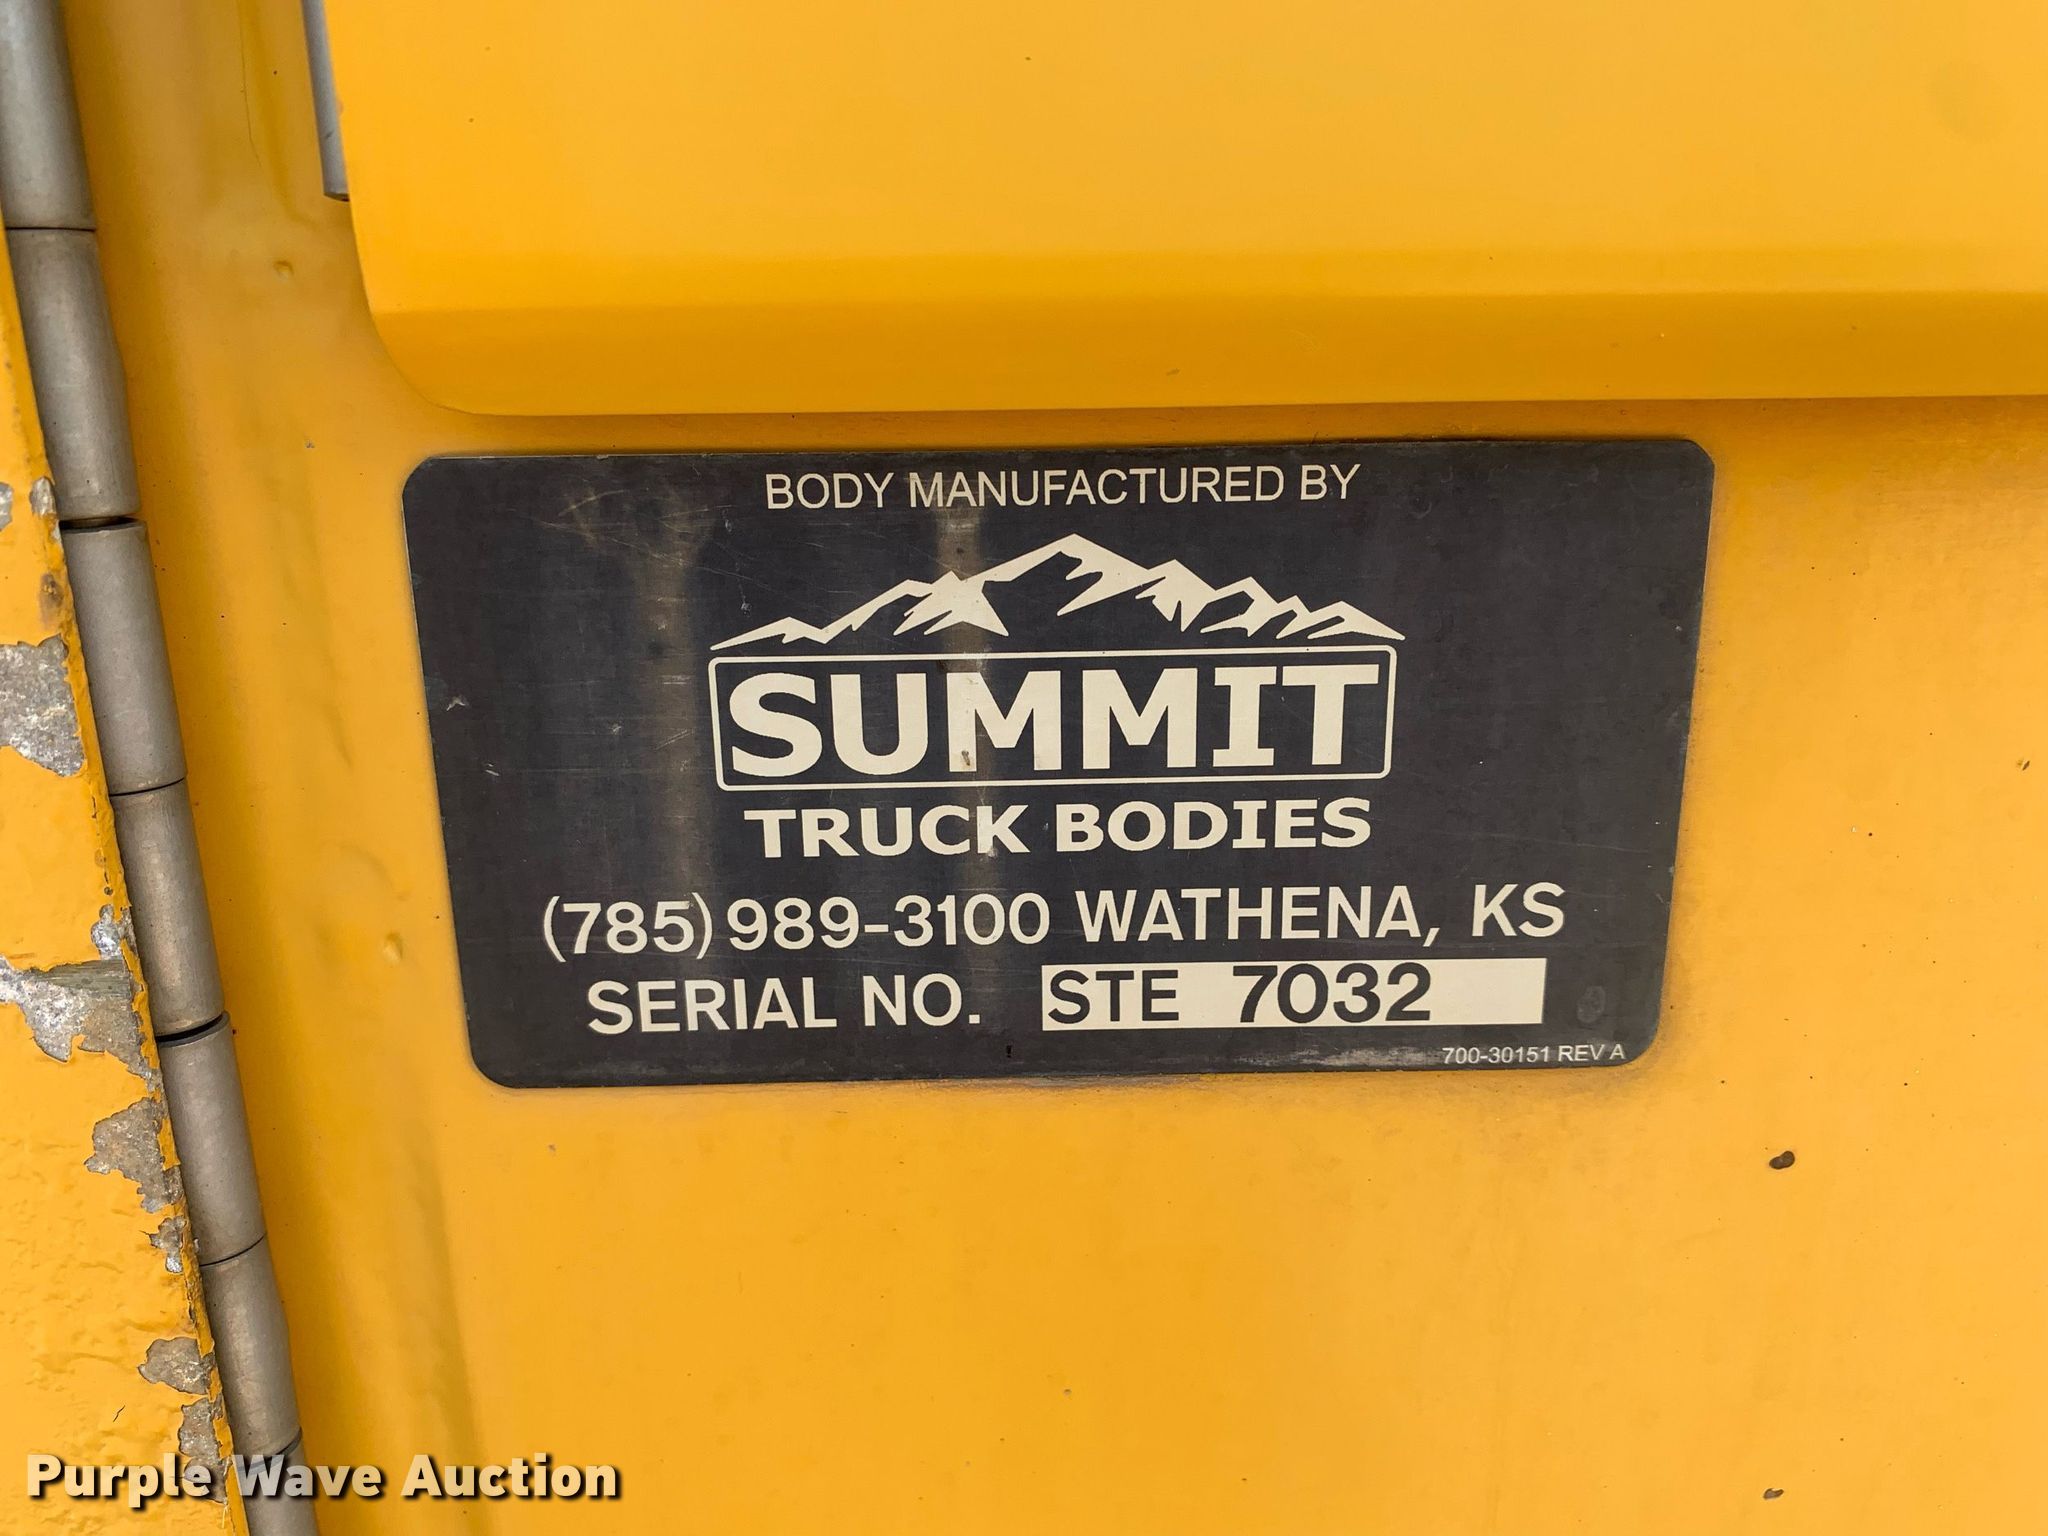 BODY MANUFACTURED BY
SUMMIT
TRUCK BODIES
(785) 989-3100 WATHENA, KS
SERIAL NO. STE 7032
700-30151 REV A
Purple Wave Auction